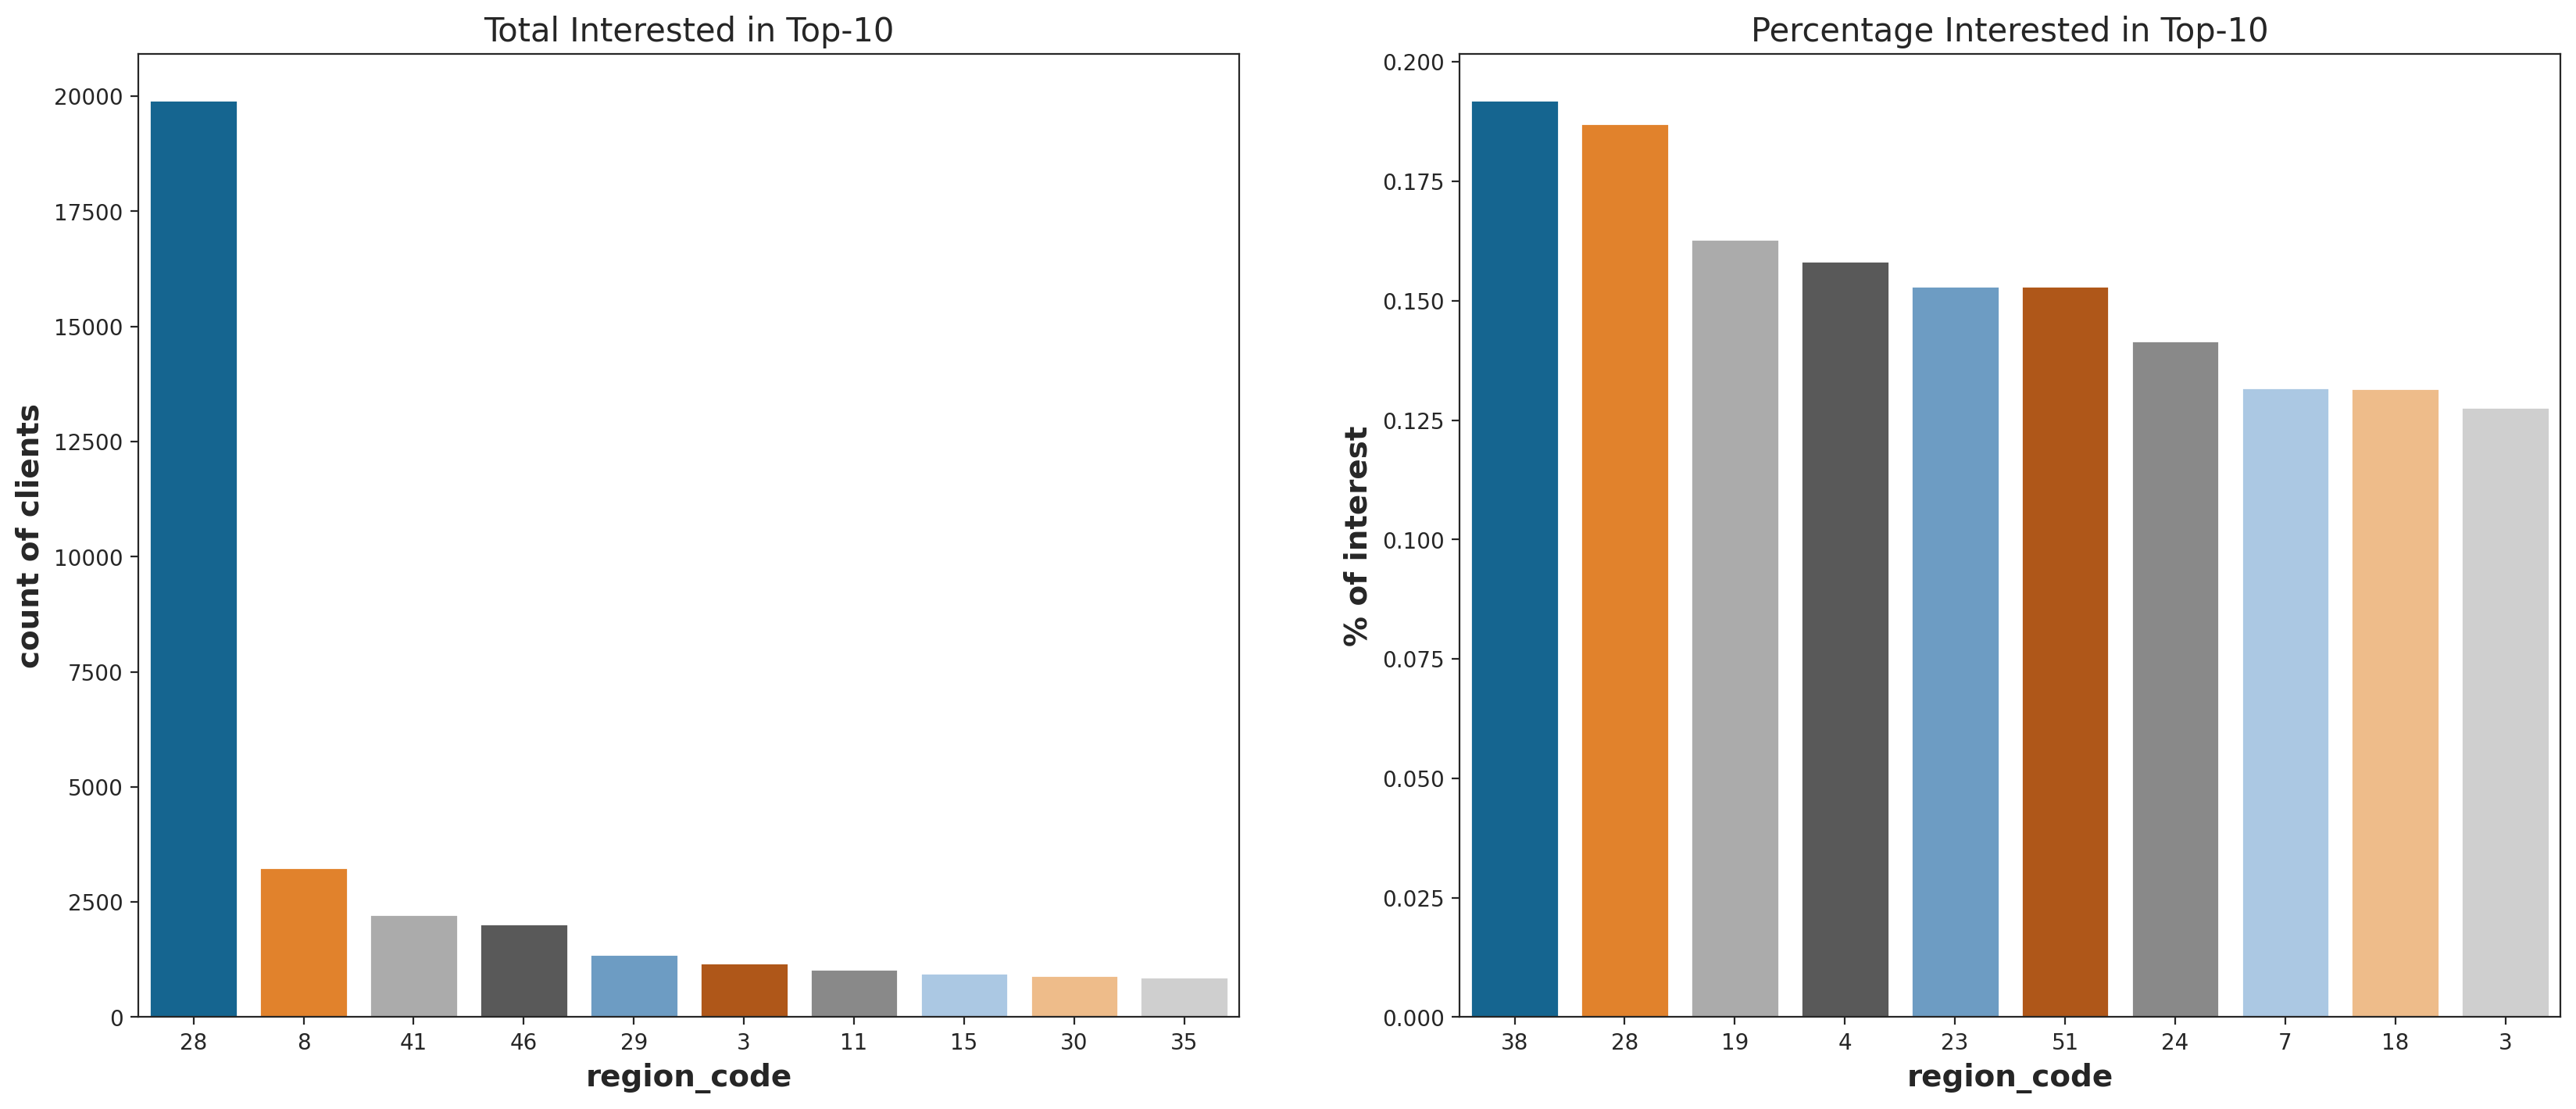 Total Interested in Top-10
20000
17500
15000
12500
10000
7500
5000
2500
0
count of clients
28 8 41 46 29 3 11 15 30 35
region_code
Percentage Interested in Top-10
0.200
0.175
0.150
0.125
0.100
0.075
0.050
0.025
0.000
% of interest
38 28 19 4 23 51 24 7 18 3
region_code